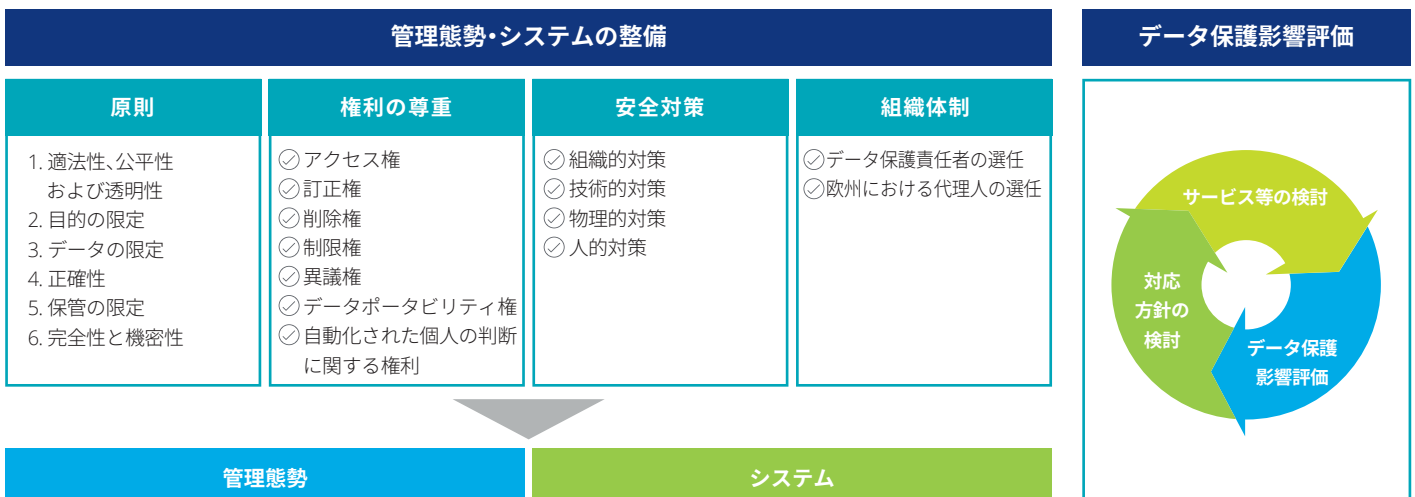 管理態勢・システムの整備
原則
1. 適法性、公平性
および透明性
2. 目的の限定
3. データの限定
4. 正確性
5. 保管の限定
6. 完全性と機密性
権利の尊重
アクセス権
訂正権
削除権
制限権
異議権
データポータビリティ権
自動化された個人の判断
に関する権利
安全対策
組織的対策
技術的対策
物理的対策
人的対策
組織体制
データ保護責任者の選任
欧州における代理人の選任
管理態勢
システム
データ保護影響評価
サービス等の検討
データ保護
影響評価
対応
方針の
検討